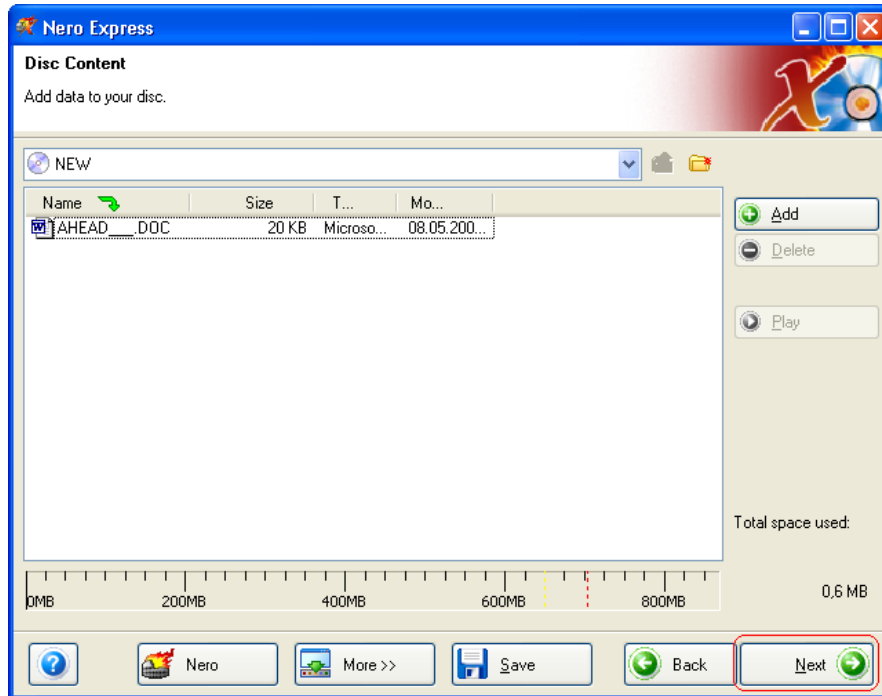 Nero Express
Disc Content
Add data to your disc.
NEW
Name Size T... Mo...
AHEAD___.DOC 20 KB Microso... 08.05.200...
Add
Delete
Play
Total space used:
0MB 200MB 400MB 600MB 800MB
0,6 MB
Nero More >> Save Back Next